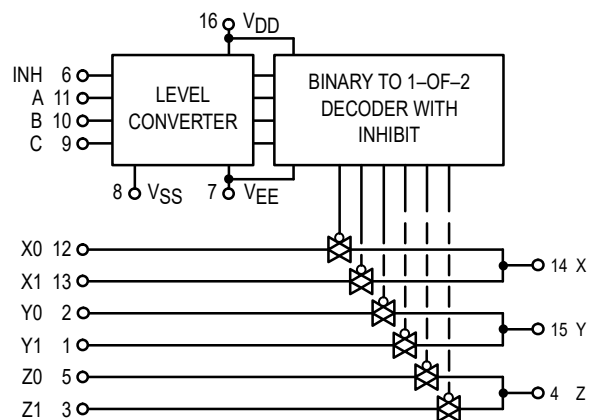 16 VDD
INH 6
A 11
B 10
C 9
LEVEL
CONVERTER
BINARY TO 1–OF–2
DECODER WITH
INHIBIT
8 VSS
7 VEE
X0 12
X1 13
Y0 2
Y1 1
Z0 5
Z1 3
14 X
15 Y
4 Z